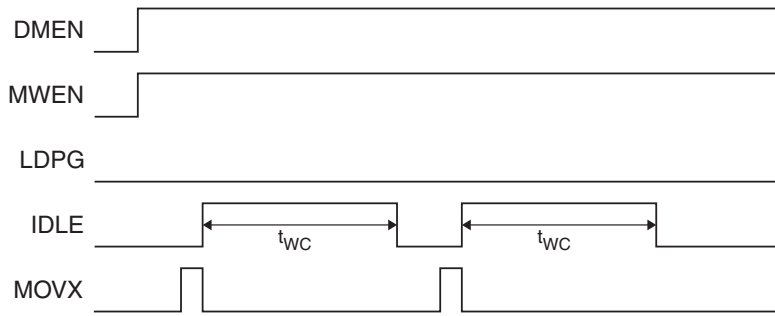 DMEN
MWEN
LDPG
IDLE
tWC tWC
MOVX